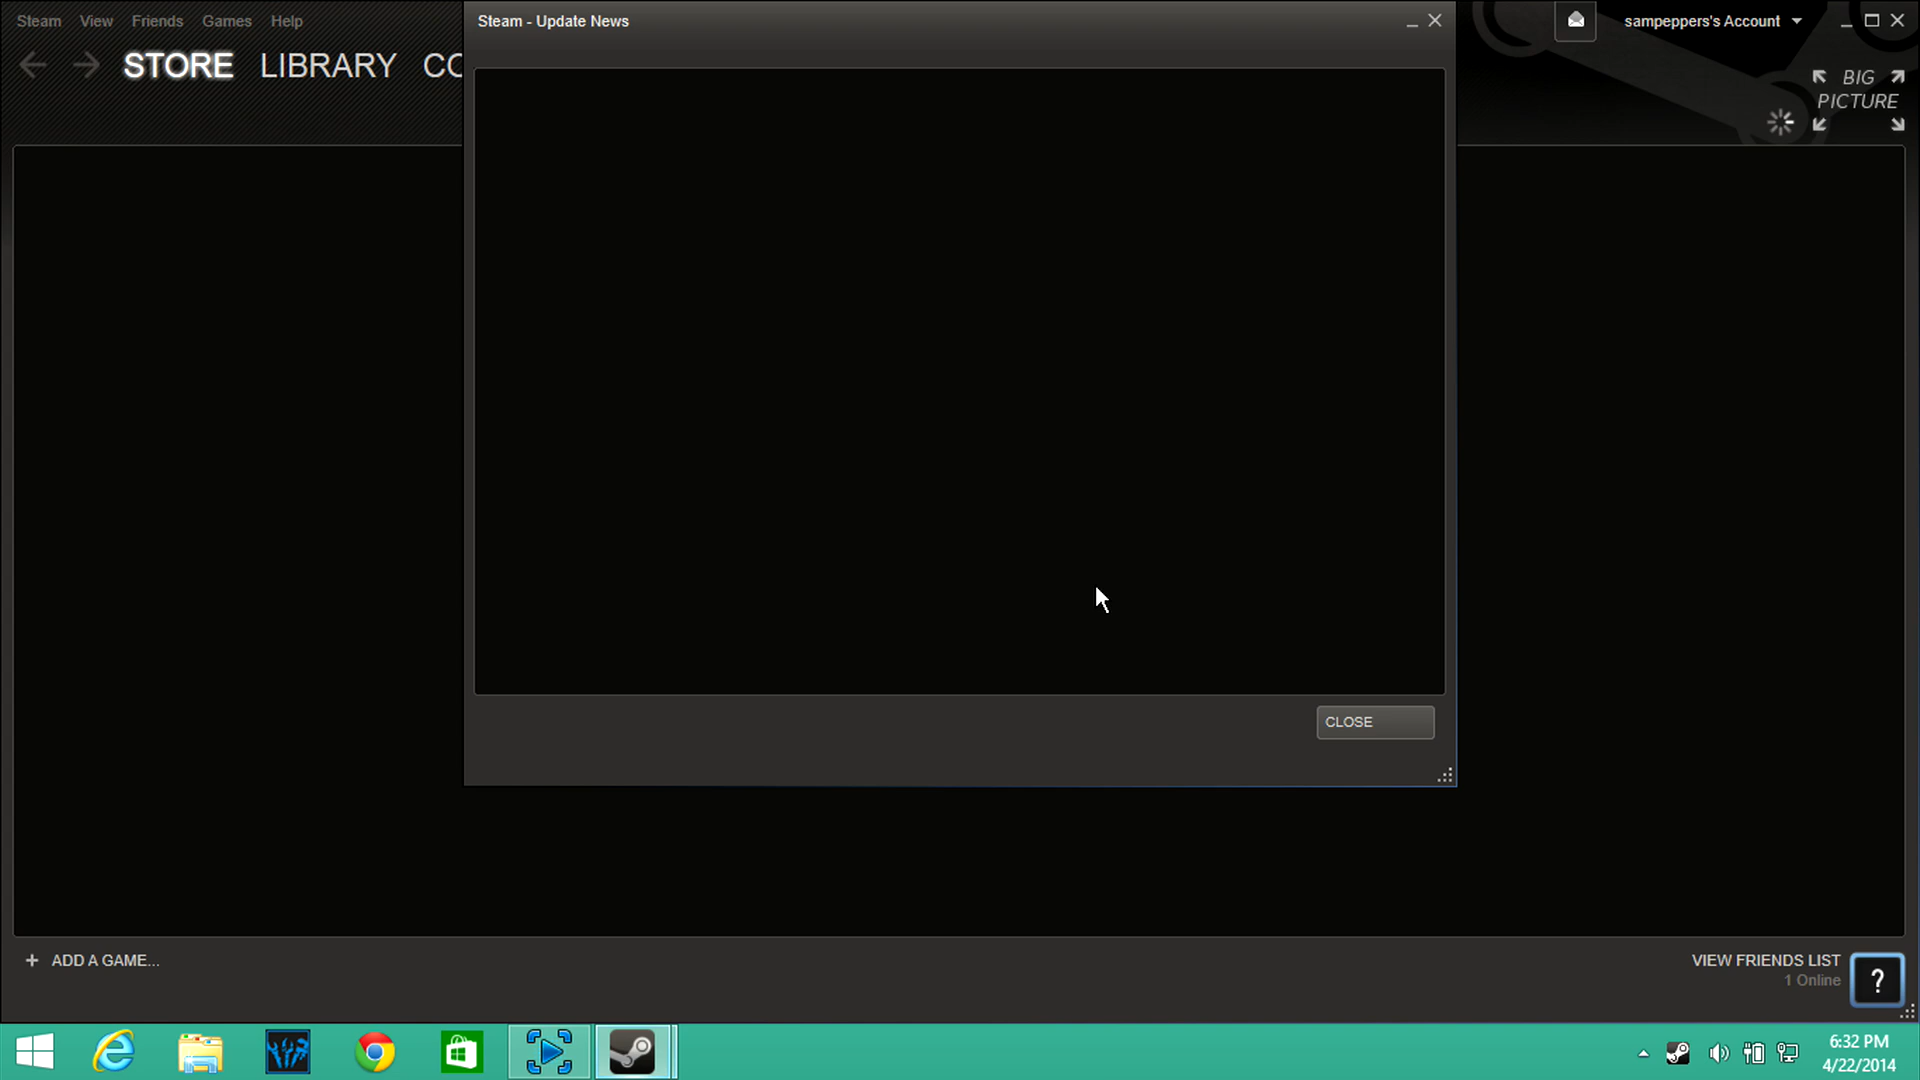 Steam View Friends Games Help
Steam - Update News
sampeppers's Account
STORE LIBRARY CO
BIG
PICTURE
CLOSE
+ ADD A GAME...
VIEW FRIENDS LIST
1 Online
?
6:32 PM
4/22/2014